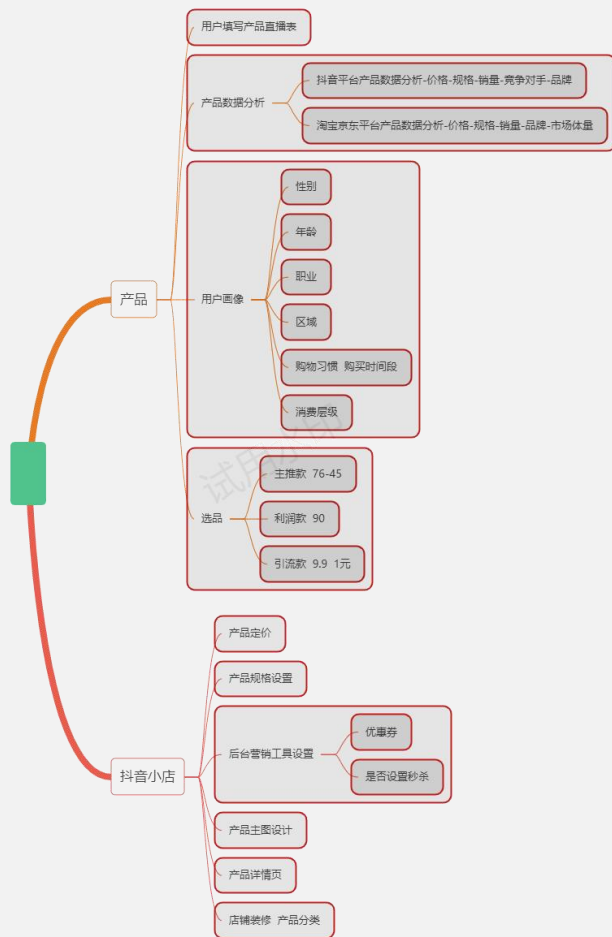 用户填写产品直播表
产品数据分析
抖音平台产品数据分析-价格-规格-销量-竞争对手-品牌
淘宝京东平台产品数据分析-价格-规格-销量-品牌-市场体量
产品
用户画像
性别
年龄
职业
区域
购物习惯 购买时间段
消费层级
试用水印
选品
主推款 76-45
利润款 90
引流款 9.9 1元
抖音小店
产品定价
产品规格设置
后台营销工具设置
优惠券
是否设置秒杀
产品主图设计
产品详情页
店铺装修 产品分类